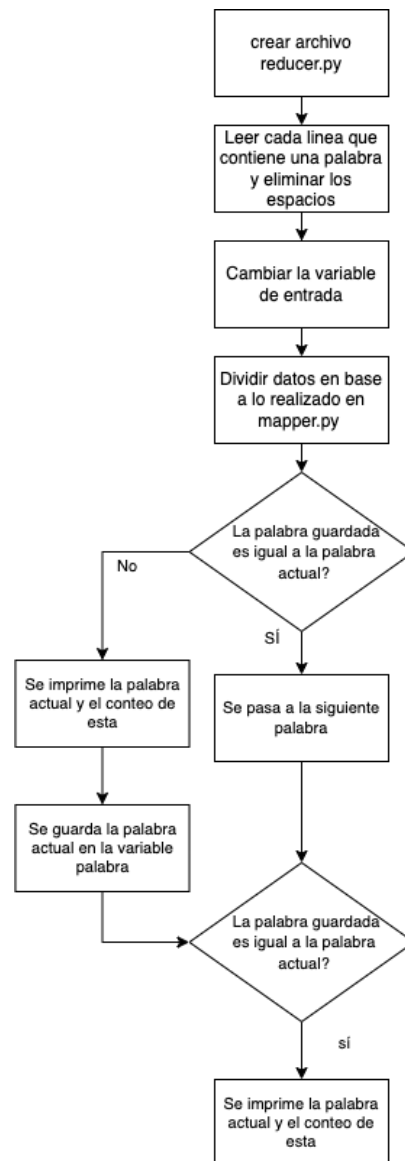 crear archivo
reducer.py
Leer cada linea que
contiene una palabra
y eliminar los
espacios
Cambiar la variable
de entrada
Dividir datos en base
a lo realizado en
mapper.py
La palabra guardada
es igual a la palabra
actual?
No
SÍ
Se imprime la palabra
actual y el conteo de
esta
Se pasa a la siguiente
palabra
Se guarda la palabra
actual en la variable
palabra
La palabra guardada
es igual a la palabra
actual?
sí
Se imprime la palabra
actual y el conteo de
esta